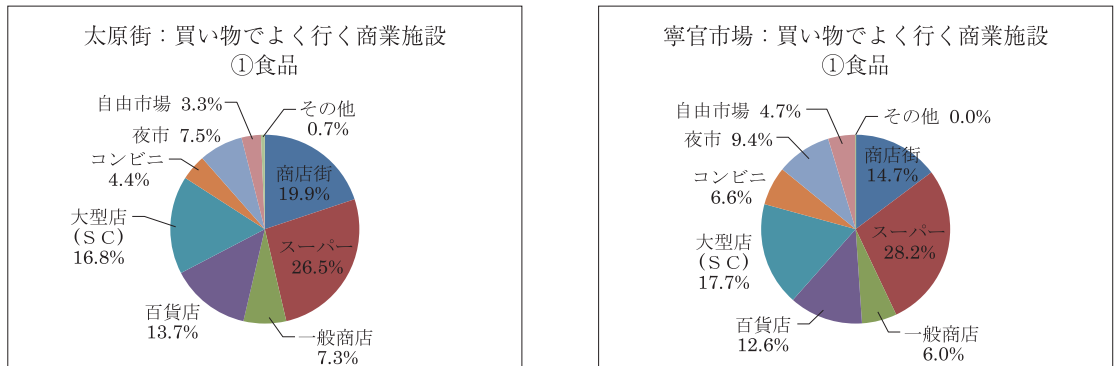 太原街：買い物でよく行く商業施設
①食品
自由市場 3.3%
その他
0.7%
夜市 7.5%
コンビニ
4.4%
商店街
19.9%
大型店
(ＳＣ)
16.8%
スーパー
26.5%
百貨店
13.7%
一般商店
7.3%
寧官市場：買い物でよく行く商業施設
①食品
自由市場 4.7%
その他 0.0%
夜市 9.4%
商店街
14.7%
コンビニ
6.6%
スーパー
28.2%
大型店
(ＳＣ)
17.7%
百貨店
12.6%
一般商店
6.0%